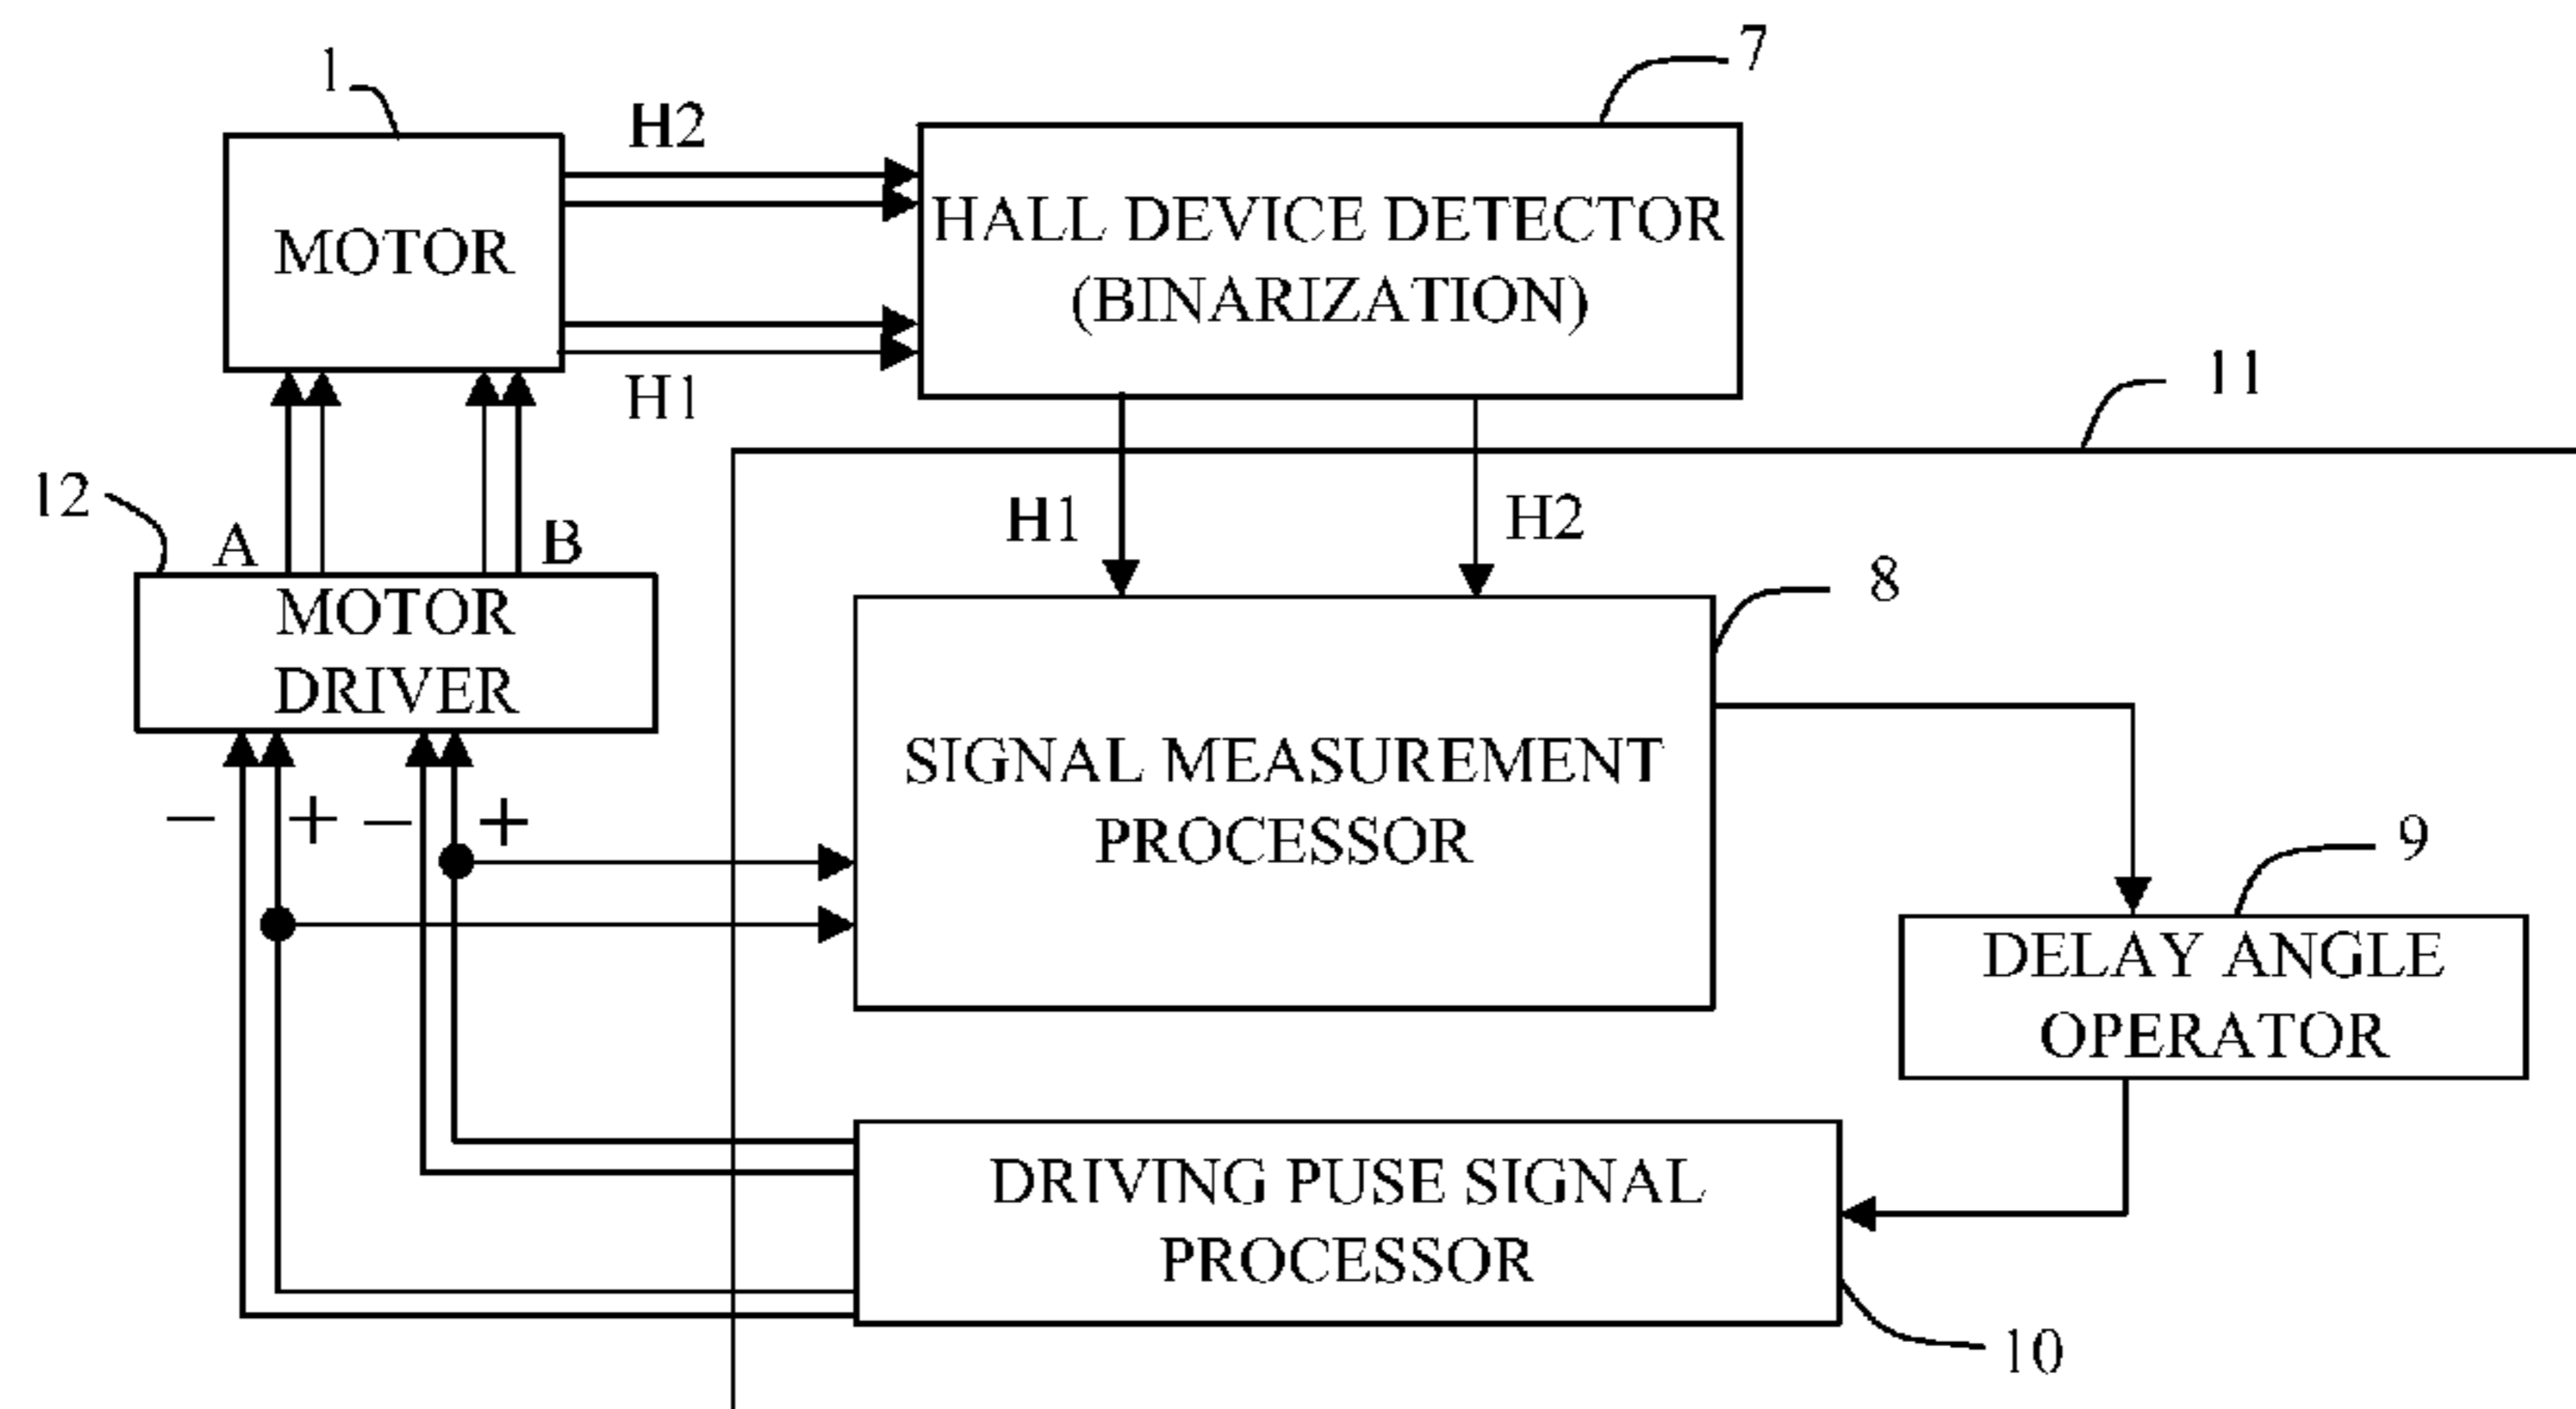 1
7
H2
HALL DEVICE DETECTOR
(BINARIZATION)
MOTOR
H1
11
12
A
B
H1
H2
8
MOTOR
DRIVER
SIGNAL MEASUREMENT
PROCESSOR
− + − +
9
DELAY ANGLE
OPERATOR
DRIVING PUSE SIGNAL
PROCESSOR
10